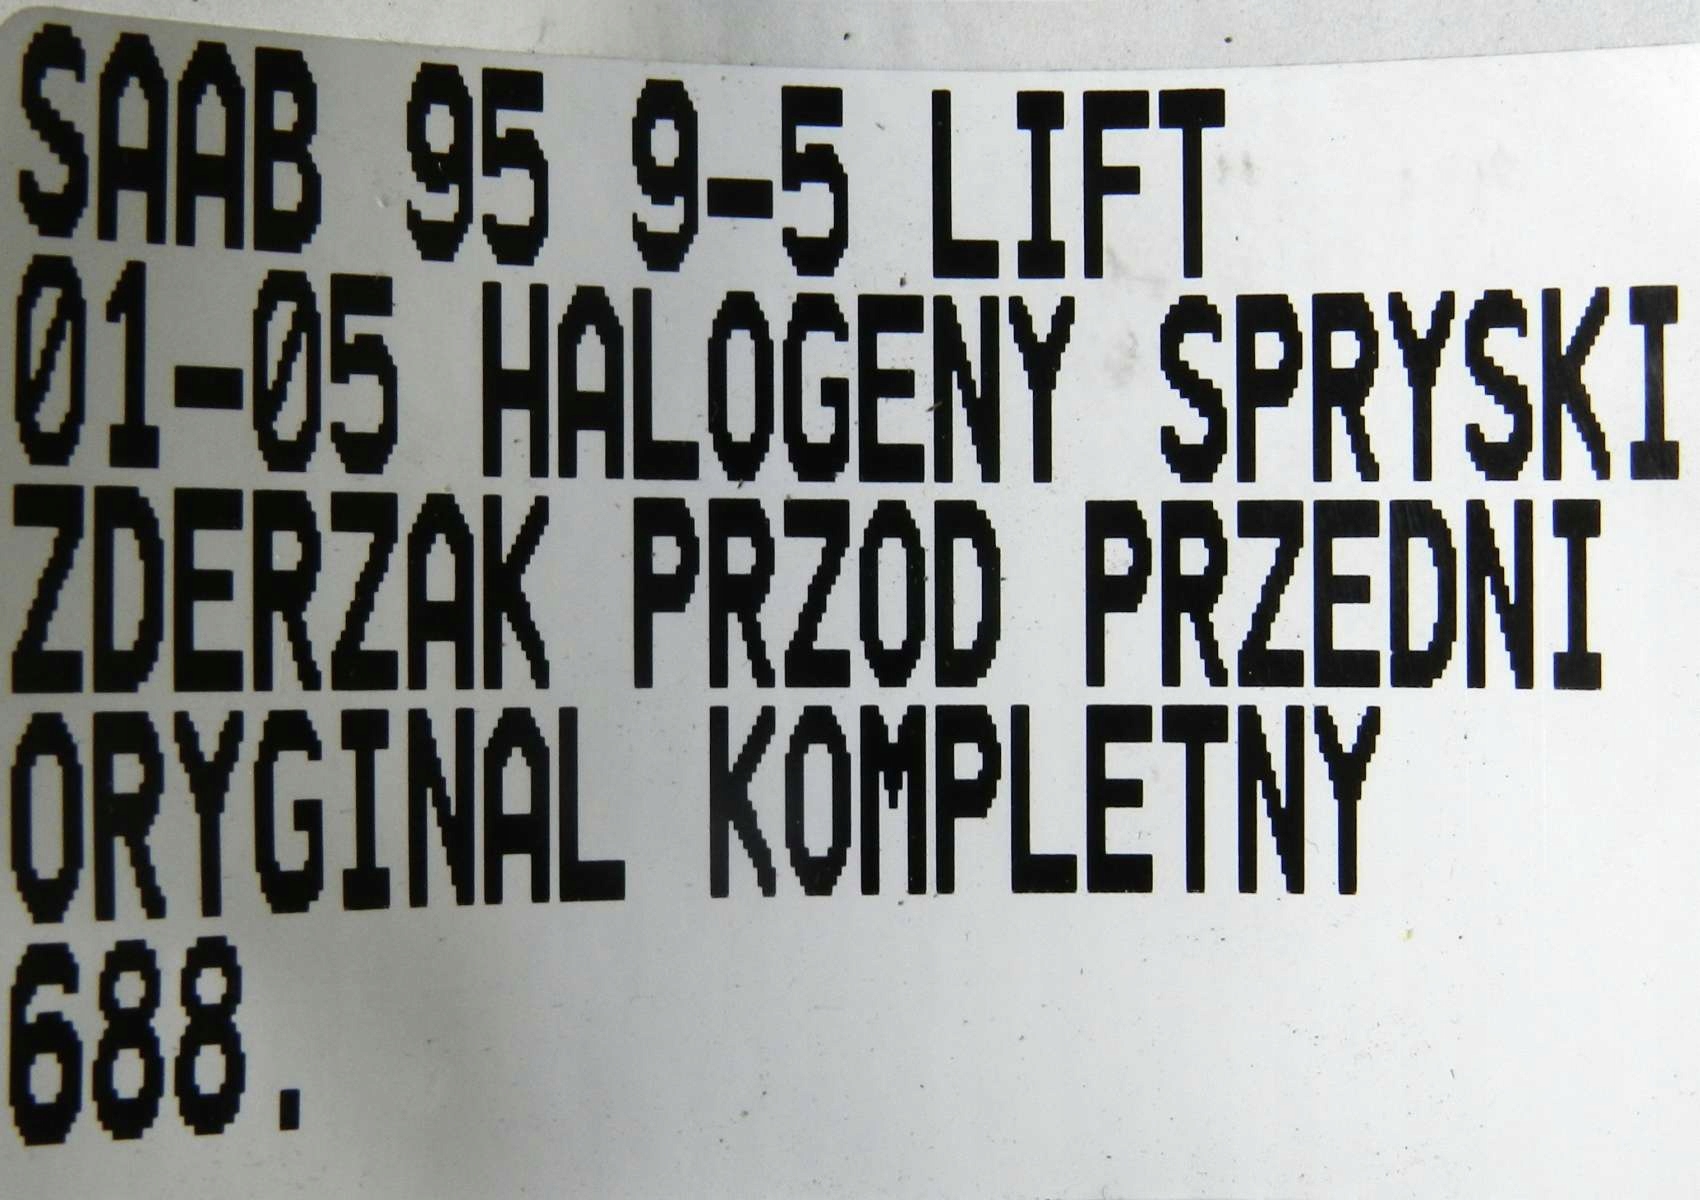 SAAB 95 9-5 LIFT
01-05 HALOGENY SPRYSKI
ZDERZAK PRZOD PRZEDNI
ORYGINAL KOMPLETNY
688.